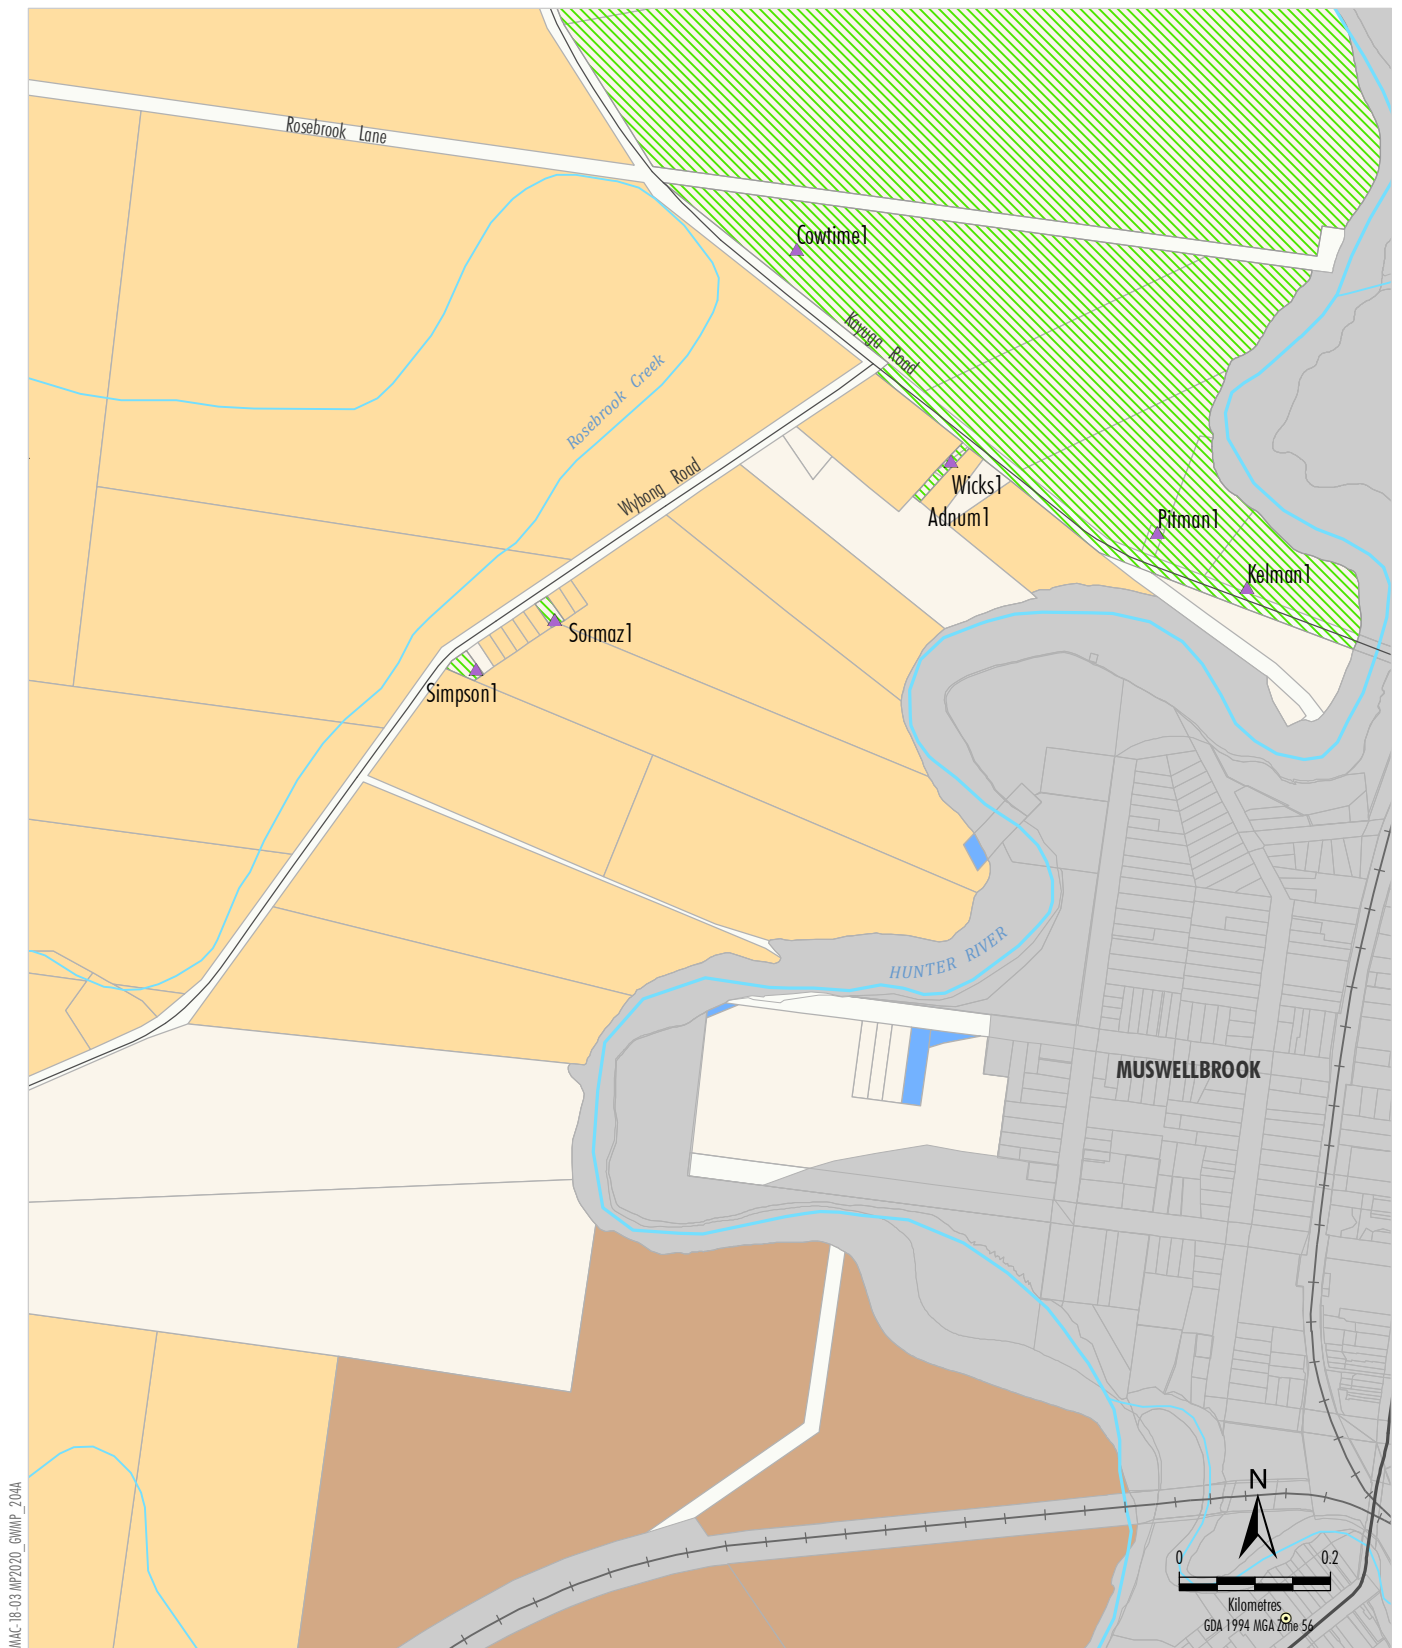 Rosebrook Lane
Cowtime1
Kayuga Road
Rosebrook Creek
Wybong Road
Wicks1
Adnum1
Pitman1
Kelman1
Sormaz1
Simpson1
HUNTER RIVER
MUSWELLBROOK
N
0 0.2
Kilometres
GDA 1994 MGA Zone 56
MAC-18-03 MP2020_GWMP_204A